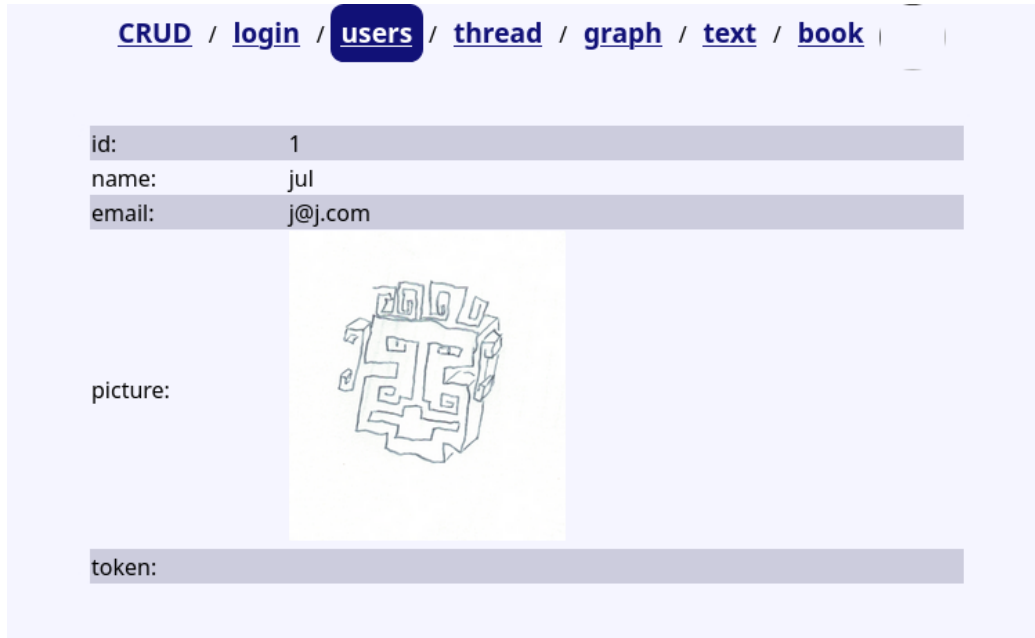 CRUD / login / users / thread / graph / text / book
id: 1
name: jul
email: j@j.com
picture:
token: